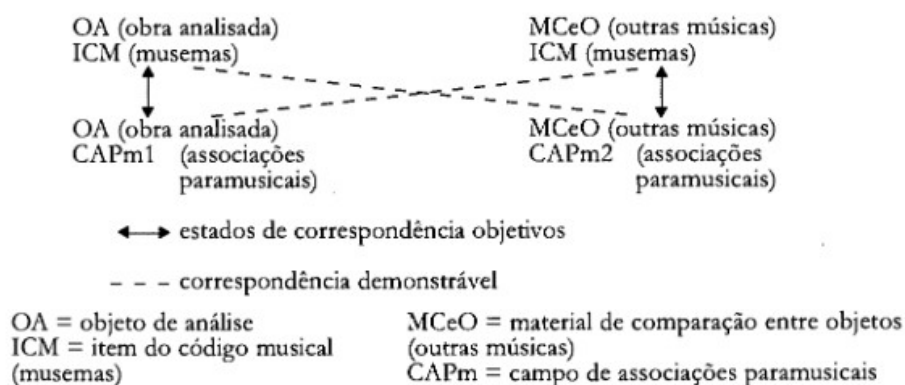 OA (obra analisada)
ICM (musemas)
MCeO (outras músicas)
ICM (musemas)
OA (obra analisada)
CAPm1 (associações
paramusicais)
MCeO (outras músicas)
CAPm2 (associações
paramusicais)
estados de correspondência objetivos
correspondência demonstrável
OA = objeto de análise
ICM = item do código musical
(musemas)
MCeO = material de comparação entre objetos
(outras músicas)
CAPm = campo de associações paramusicais